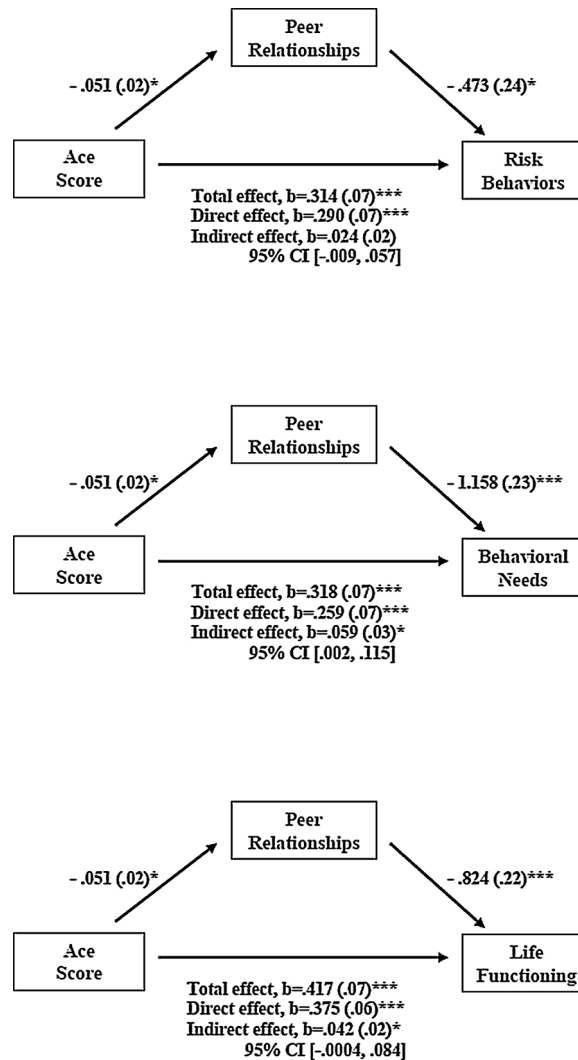 Peer
Relationships
- .051 (.02)*
- .473 (.24)*
Ace
Score
Risk
Behaviors
Total effect, b=.314 (.07)***
Direct effect, b=.290 (.07)***
Indirect effect, b=.024 (.02)
95% CI [-.009, .057]
Peer
Relationships
- .051 (.02)*
- 1.158 (.23)***
Ace
Score
Behavioral
Needs
Total effect, b=.318 (.07)***
Direct effect, b=.259 (.07)***
Indirect effect, b=.059 (.03)*
95% CI [.002, .115]
Peer
Relationships
- .051 (.02)*
- .824 (.22)***
Ace
Score
Life
Functioning
Total effect, b=.417 (.07)***
Direct effect, b=.375 (.06)***
Indirect effect, b=.042 (.02)*
95% CI [-.0004, .084]